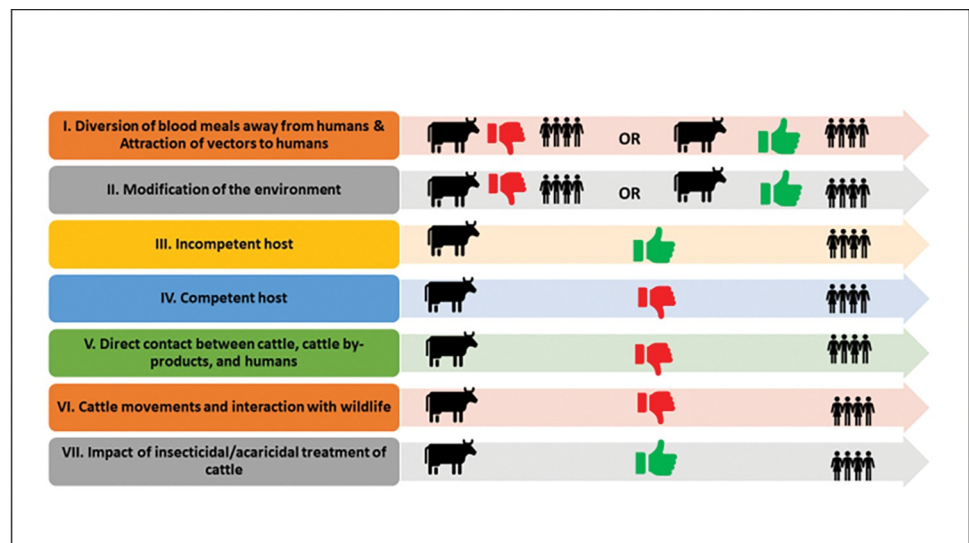 I. Diversion of blood meals away from humans &
Attraction of vectors to humans
OR
II. Modification of the environment
OR
III. Incompetent host
IV. Competent host
V. Direct contact between cattle, cattle by-
products, and humans
VI. Cattle movements and interaction with wildlife
VII. Impact of insecticidal/acaricidal treatment of
cattle